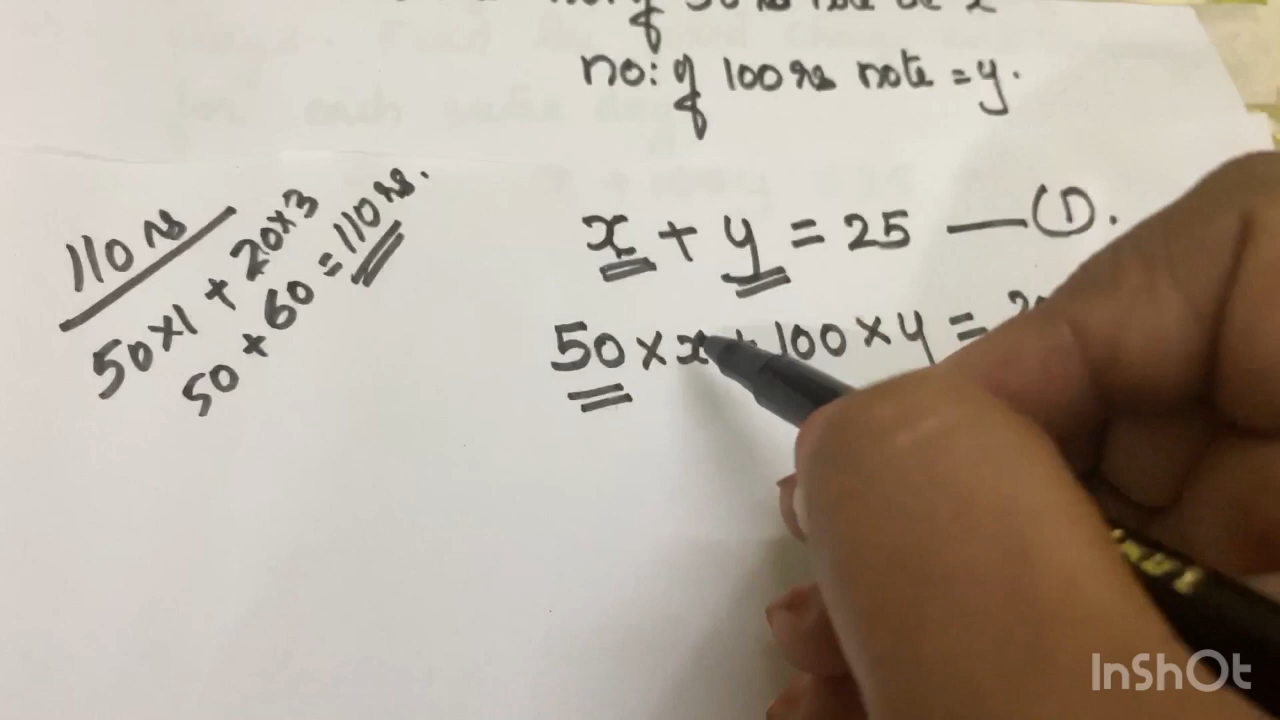 no: of 100 rs note = y.
x + y = 25 — (1).
50 × x + 100 × y =
110 rs
50 × 1 + 20 × 3
50 + 60 = 110 rs.
InShOt